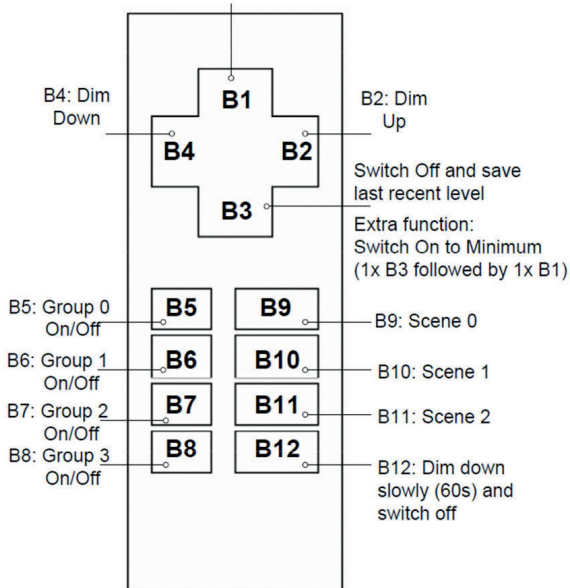 B4: Dim
Down
B1
B2: Dim
Up
B4
B2
Switch Off and save
last recent level
B3
Extra function:
Switch On to Minimum
(1x B3 followed by 1x B1)
B5: Group 0
On/Off
B5
B9
B9: Scene 0
B6: Group 1
On/Off
B6
B10
B10: Scene 1
B7: Group 2
On/Off
B7
B11
B11: Scene 2
B8: Group 3
On/Off
B8
B12
B12: Dim down
slowly (60s) and
switch off